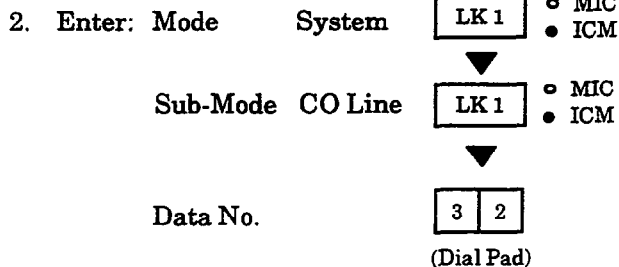 2. Enter: Mode System LK 1 MIC
ICM
Sub-Mode CO Line LK 1 MIC
ICM
Data No. 3 2
(Dial Pad)